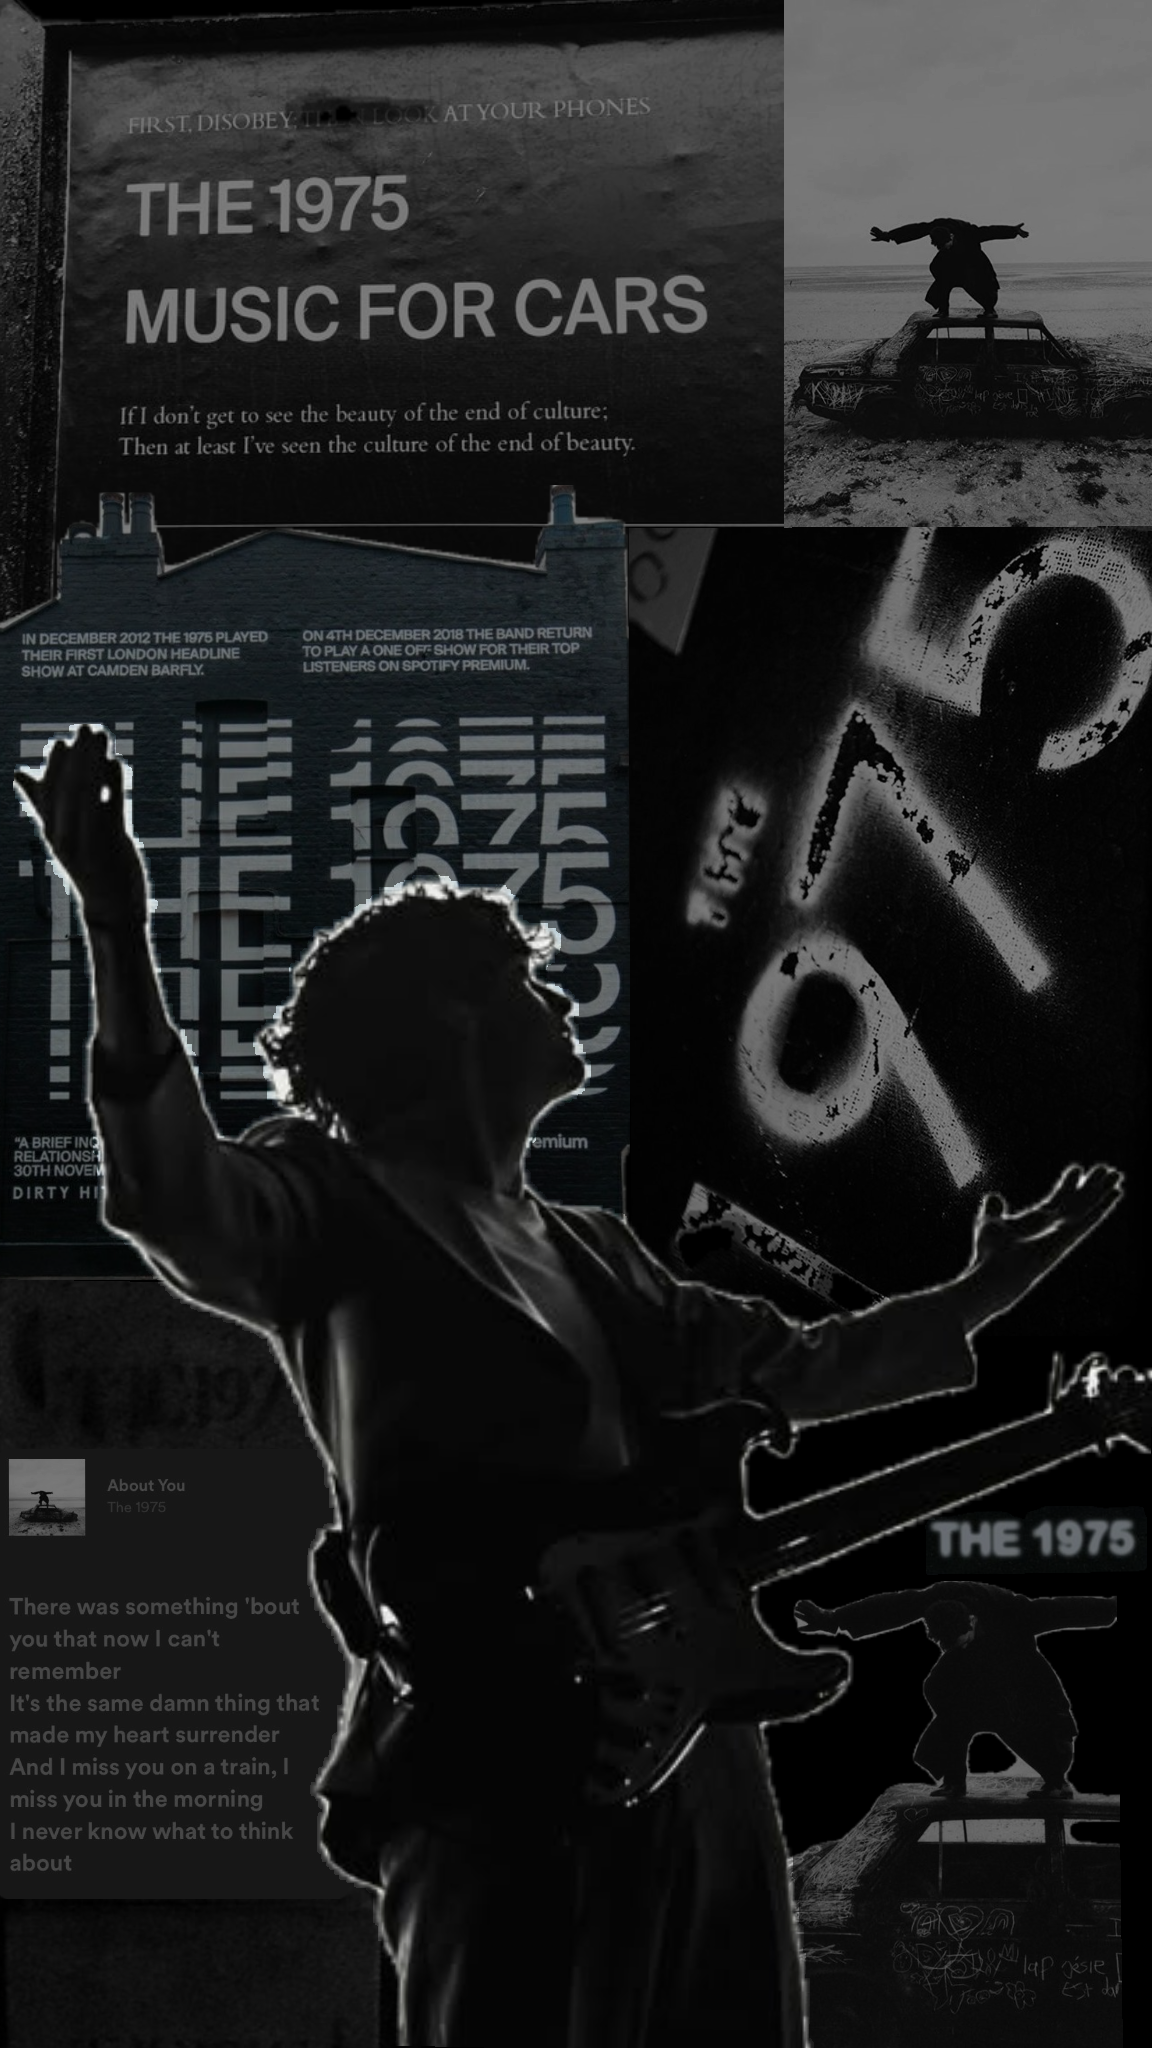 FIRST, DISOBEY; THEN LOOK AT YOUR PHONES
THE 1975
MUSIC FOR CARS
If I don't get to see the beauty of the end of culture;
Then at least I've seen the culture of the end of beauty.
IN DECEMBER 2012 THE 1975 PLAYED
THEIR FIRST LONDON HEADLINE
SHOW AT CAMDEN BARFLY.
ON 4TH DECEMBER 2018 THE BAND RETURN
TO PLAY A ONE OFF SHOW FOR THEIR TOP
LISTENERS ON SPOTIFY PREMIUM.
THE 1975
THE
1975
"A BRIEF INQ
RELATIONSH
30TH NOVEM
DIRTY HI
remium
About You
The 1975
There was something 'bout
you that now I can't
remember
It's the same damn thing that
made my heart surrender
And I miss you on a train, I
miss you in the morning
I never know what to think
about
THE 1975